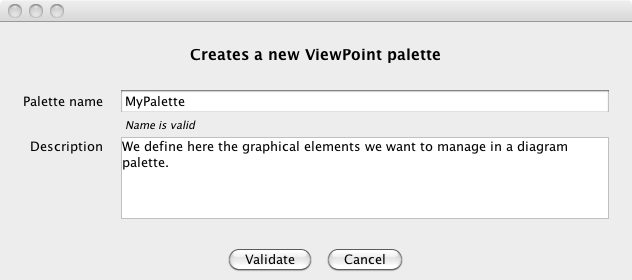 Creates a new ViewPoint palette
Palette name
MyPalette
Name is valid
Description
We define here the graphical elements we want to manage in a diagram
palette.
Validate
Cancel